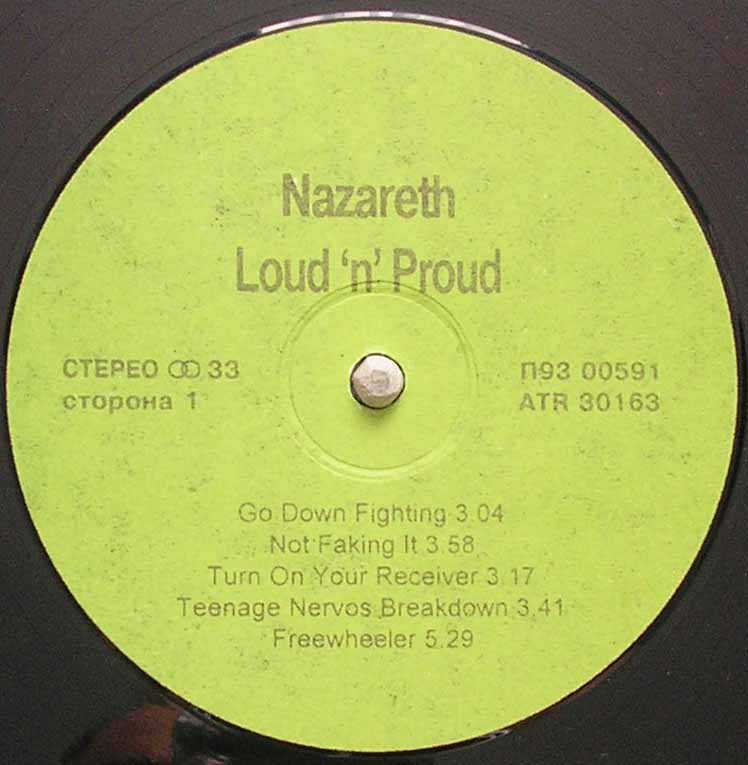 Nazareth
Loud 'n' Proud
СТЕРЕО ꝏ 33
сторона 1
П93 00591
ATR 30163
Go Down Fighting 3.04
Not Faking It 3.58
Turn On Your Receiver 3.17
Teenage Nervos Breakdown 3.41
Freewheeler 5.29